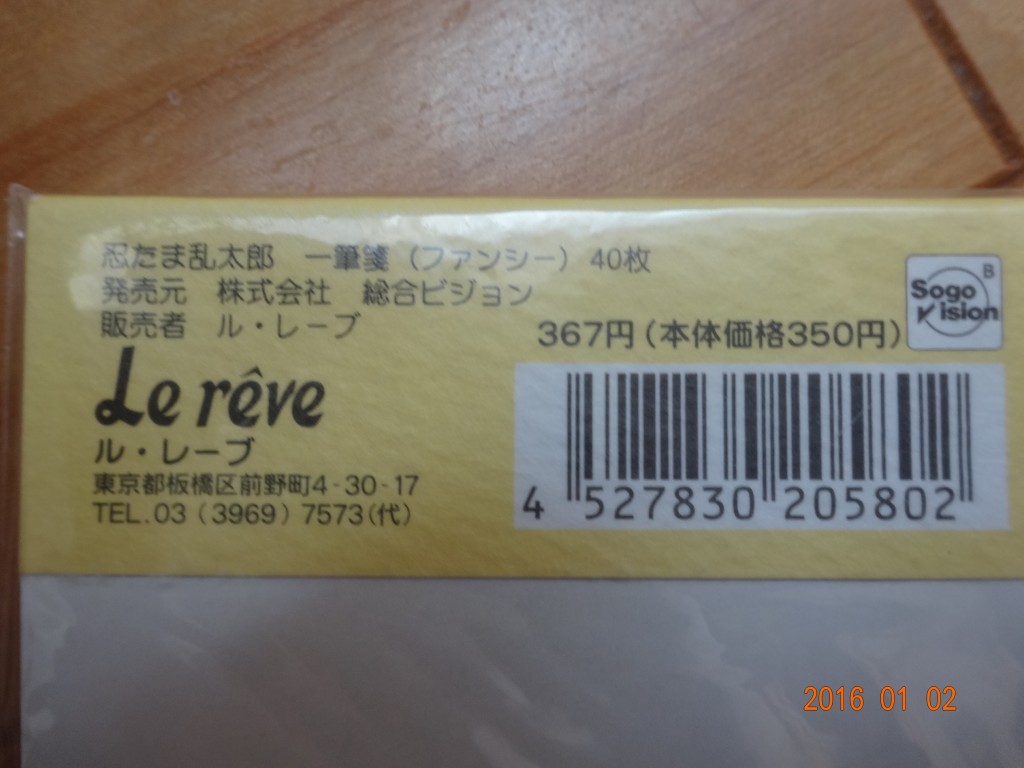 忍たま乱太郎 一筆箋(ファンシー)40枚
発売元 株式会社 総合ビジョン
販売者 ル・レーブ
367円(本体価格350円)
B
Sogo
Vision
Le rêve
ル・レーブ
東京都板橋区前野町4-30-17
TEL.03(3969)7573(代)
4 527830 205802
2016 01 02